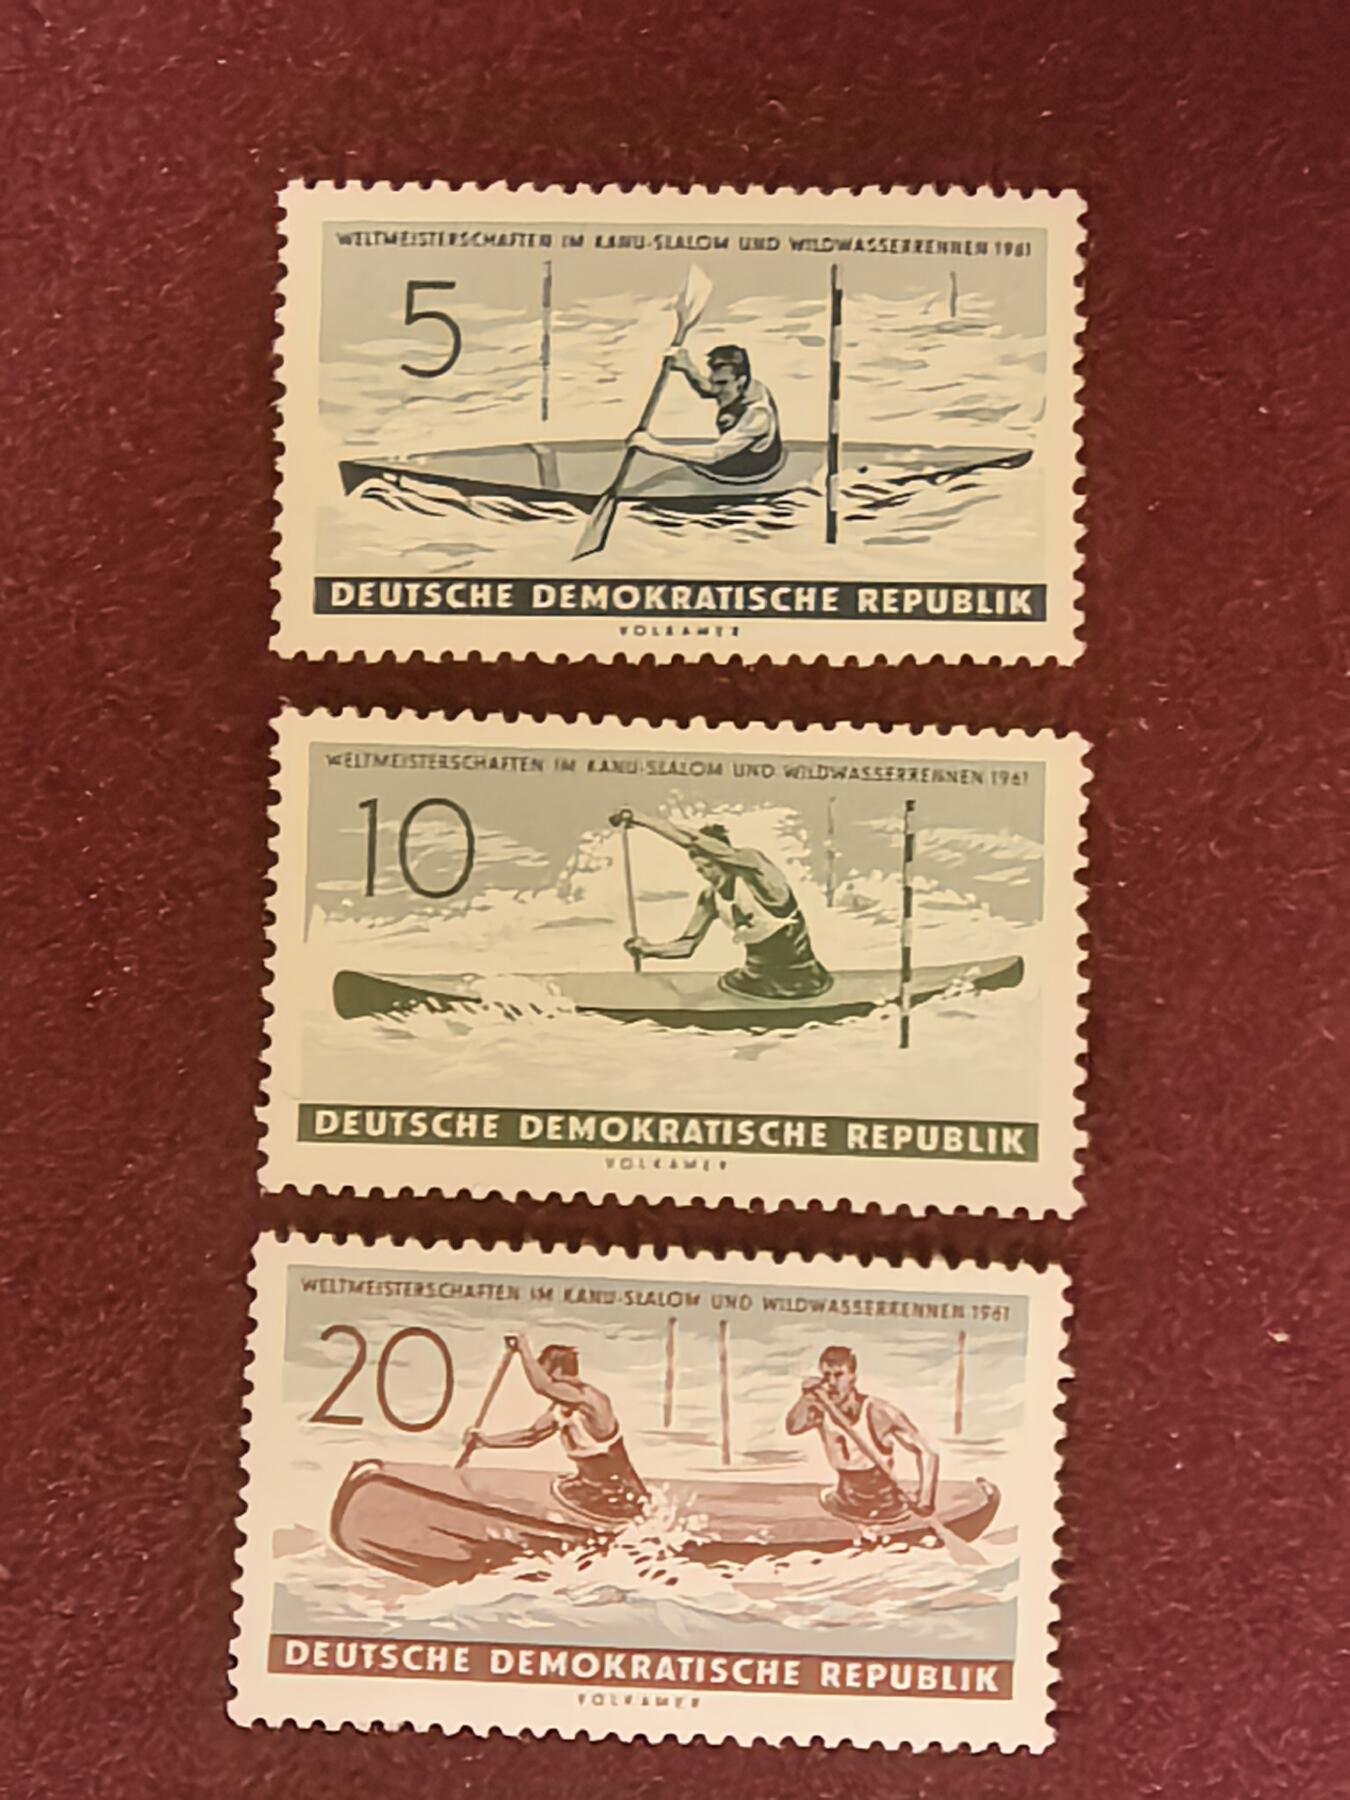 WELTMEISTERSCHAFTEN IM KANU-SLALOM UND WILDWASSERRENNEN 1961
5
DEUTSCHE DEMOKRATISCHE REPUBLIK
VOLKAMER
WELTMEISTERSCHAFTEN IM KANU-SLALOM UND WILDWASSERRENNEN 1961
10
DEUTSCHE DEMOKRATISCHE REPUBLIK
VOLKAMER
WELTMEISTERSCHAFTEN IM KANU-SLALOM UND WILDWASSERRENNEN 1961
20
1
DEUTSCHE DEMOKRATISCHE REPUBLIK
VOLKAMER